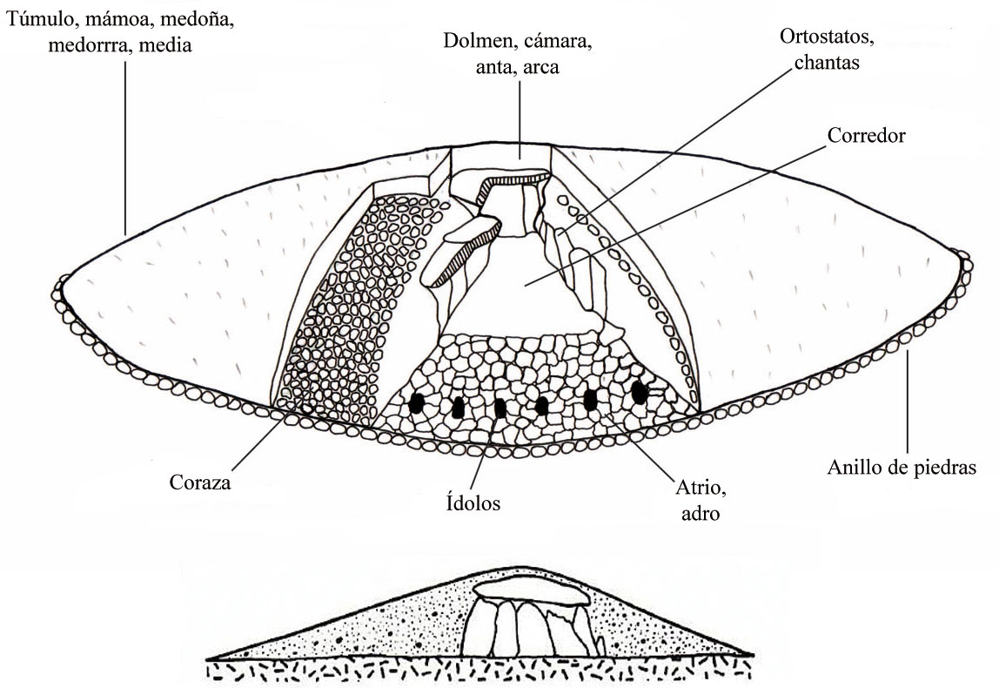 Túmulo, mámoa, medoña,
medorrra, media
Dolmen, cámara,
anta, arca
Ortostatos,
chantas
Corredor
Coraza
Ídolos
Atrio,
adro
Anillo de piedras